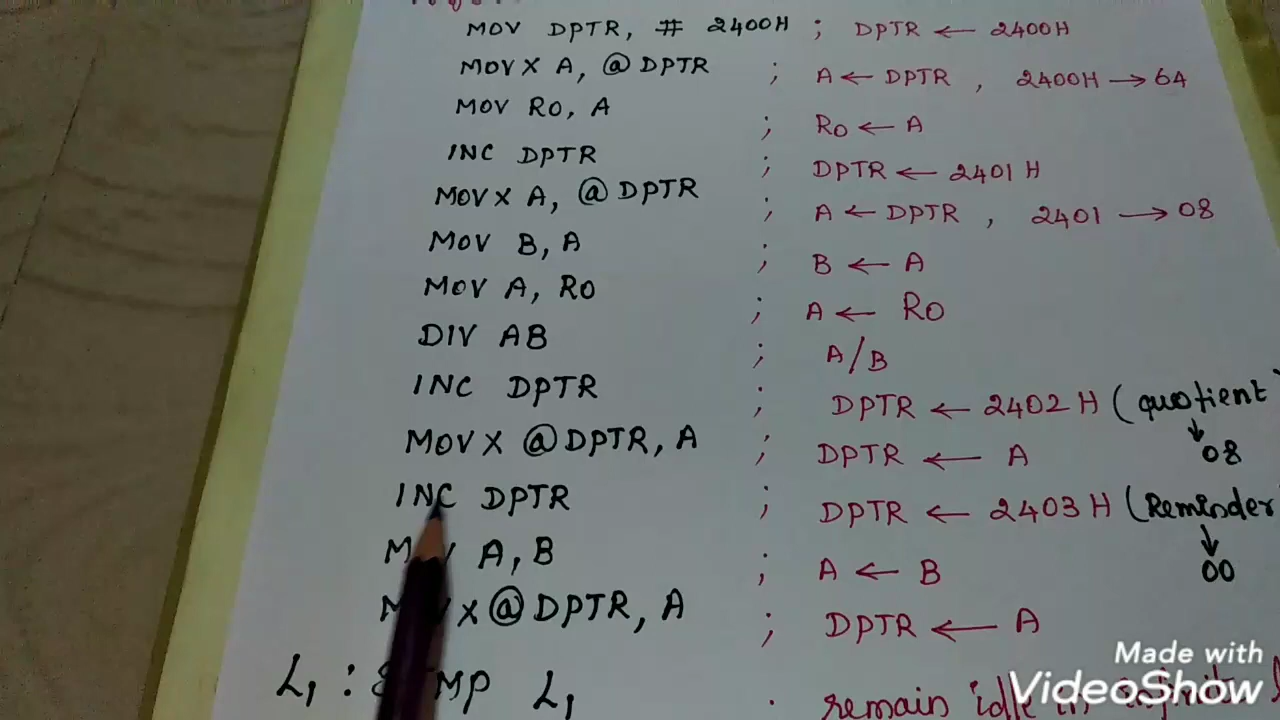 MOV DPTR, # 2400H ; DPTR ← 2400H
MOVX A, @DPTR ; A ← DPTR , 2400H → 64
MOV R0, A ; R0 ← A
INC DPTR ; DPTR ← 2401 H
MOVX A, @DPTR ; A ← DPTR , 2401 → 08
MOV B, A ; B ← A
MOV A, R0 ; A ← R0
DIV AB ; A/B
INC DPTR ; DPTR ← 2402 H (quotient)
↓
MOVX @DPTR, A ; DPTR ← A 08
INC DPTR ; DPTR ← 2403 H (Reminder
↓
A, B ; A ← B 00
@DPTR, A ; DPTR ← A
L1 : L1 remain idle in
Made with
VideoShow